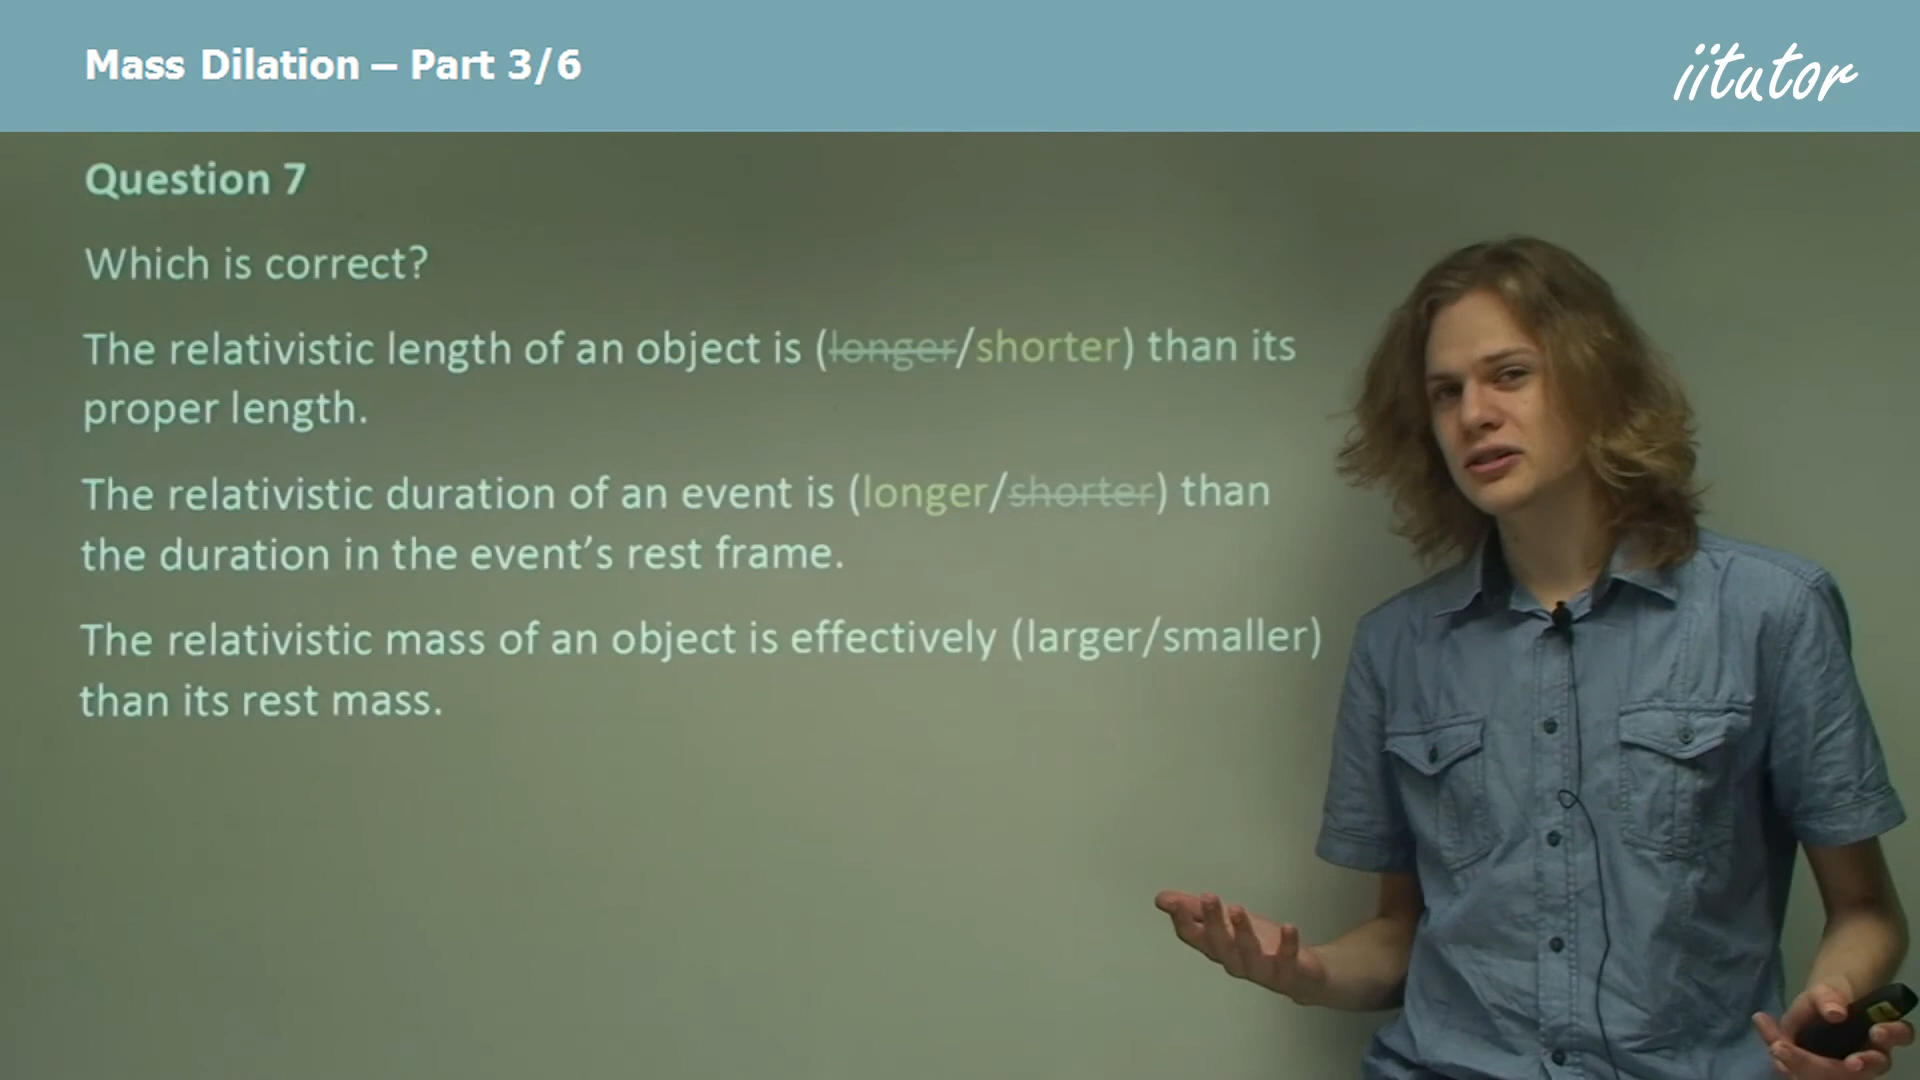 Mass Dilation – Part 3/6
iitutor
Question 7
Which is correct?
The relativistic length of an object is (longer/shorter) than its
proper length.
The relativistic duration of an event is (longer/shorter) than
the duration in the event’s rest frame.
The relativistic mass of an object is effectively (larger/smaller)
than its rest mass.